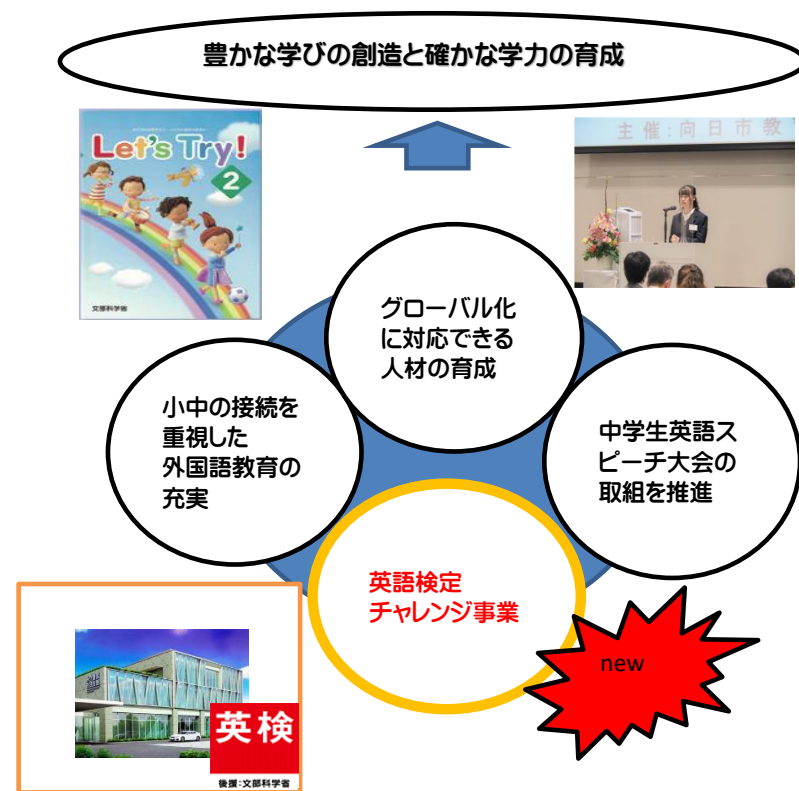 豊かな学びの創造と確かな学力の育成
Let's Try!
2
文部科学省
主催:向日市教
グローバル化
に対応できる
人材の育成
小中の接続を
重視した
外国語教育の
充実
中学生英語ス
ピーチ大会の
取組を推進
英語検定
チャレンジ事業
new
英検
後援:文部科学省